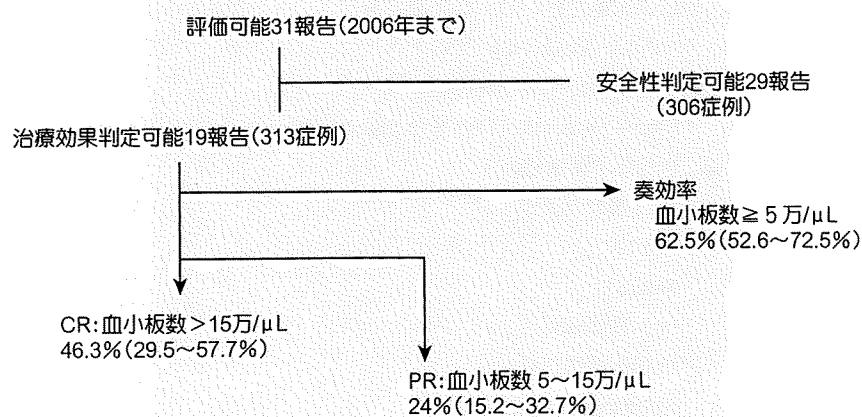 評価可能31報告(2006年まで)
安全性判定可能29報告
(306症例)
治療効果判定可能19報告(313症例)
奏効率
血小板数≧5万/μL
62.5%(52.6~72.5%)
CR:血小板数>15万/μL
46.3%(29.5~57.7%)
PR:血小板数 5~15万/μL
24%(15.2~32.7%)